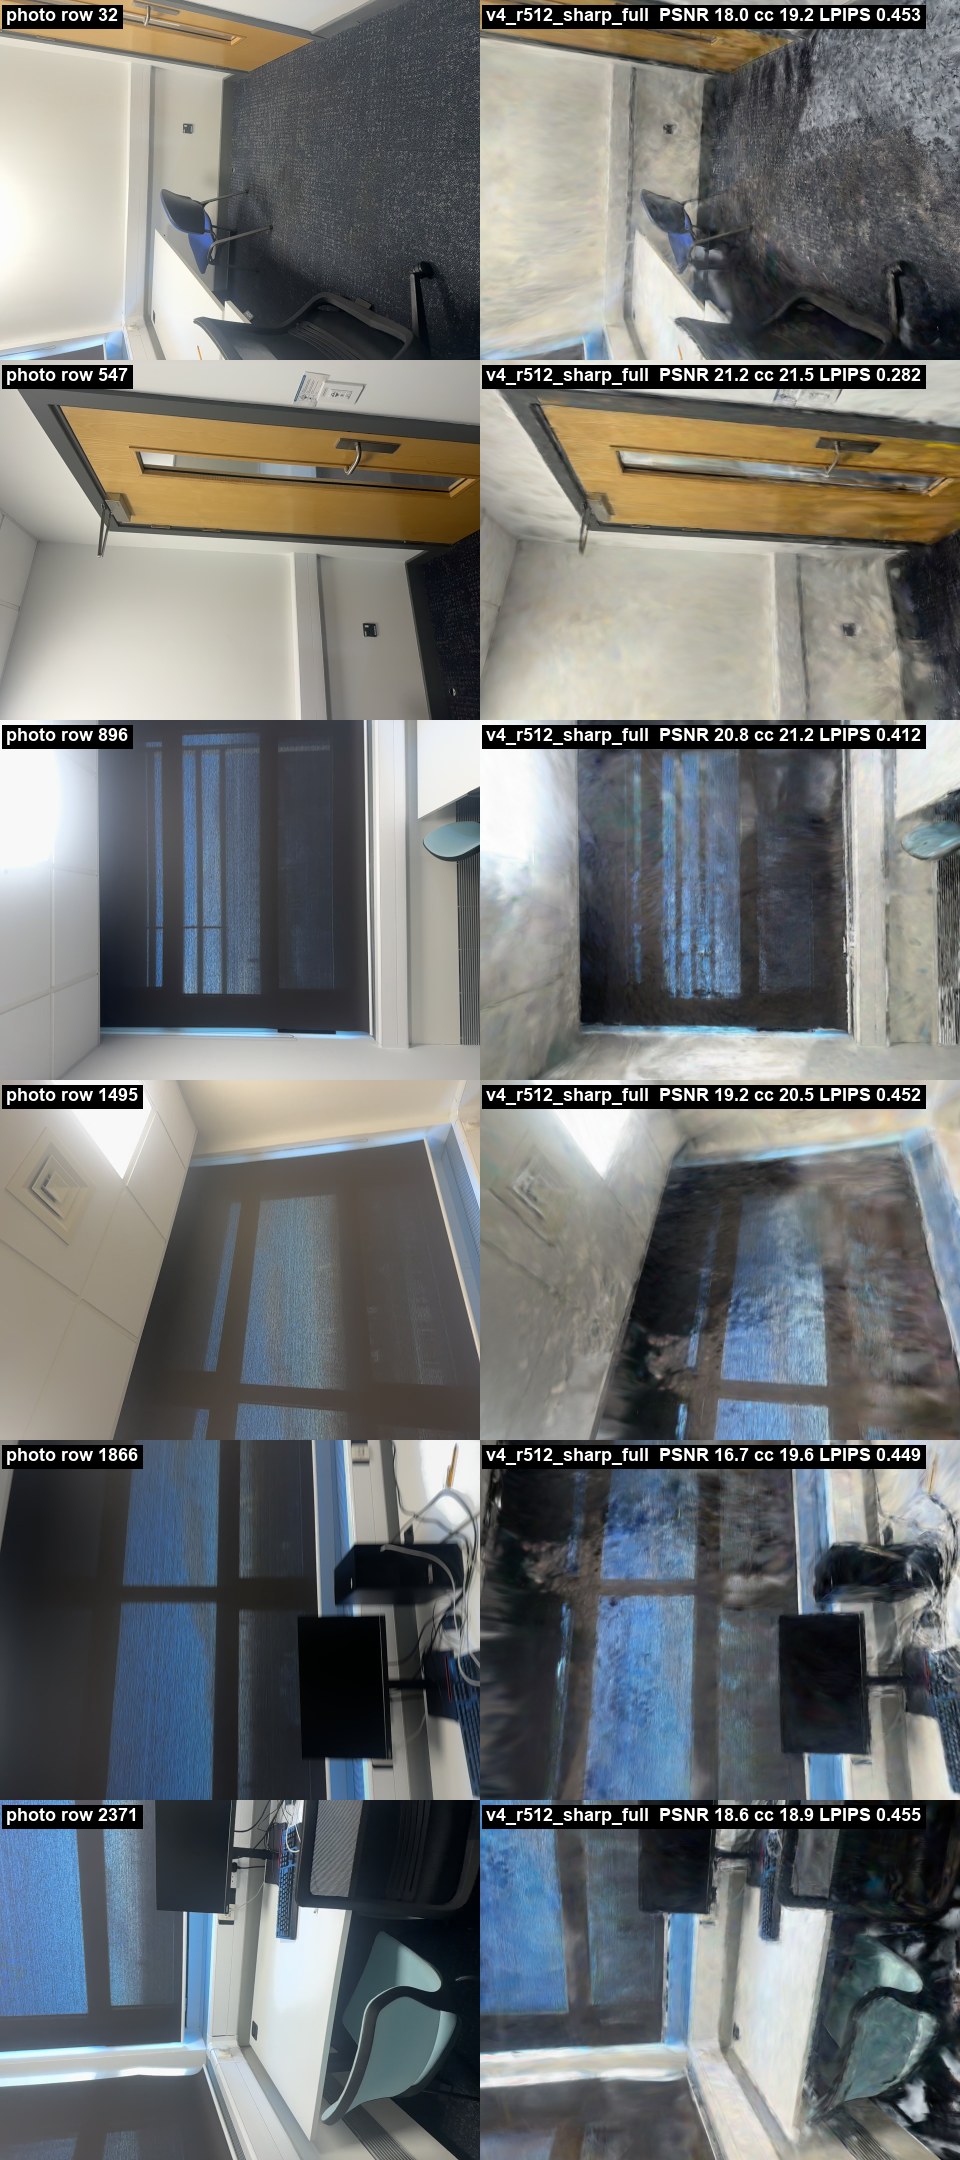 photo row 32
v4_r512_sharp_full PSNR 18.0 cc 19.2 LPIPS 0.453
photo row 547
v4_r512_sharp_full PSNR 21.2 cc 21.5 LPIPS 0.282
photo row 896
v4_r512_sharp_full PSNR 20.8 cc 21.2 LPIPS 0.412
photo row 1495
v4_r512_sharp_full PSNR 19.2 cc 20.5 LPIPS 0.452
photo row 1866
v4_r512_sharp_full PSNR 16.7 cc 19.6 LPIPS 0.449
photo row 2371
v4_r512_sharp_full PSNR 18.6 cc 18.9 LPIPS 0.455